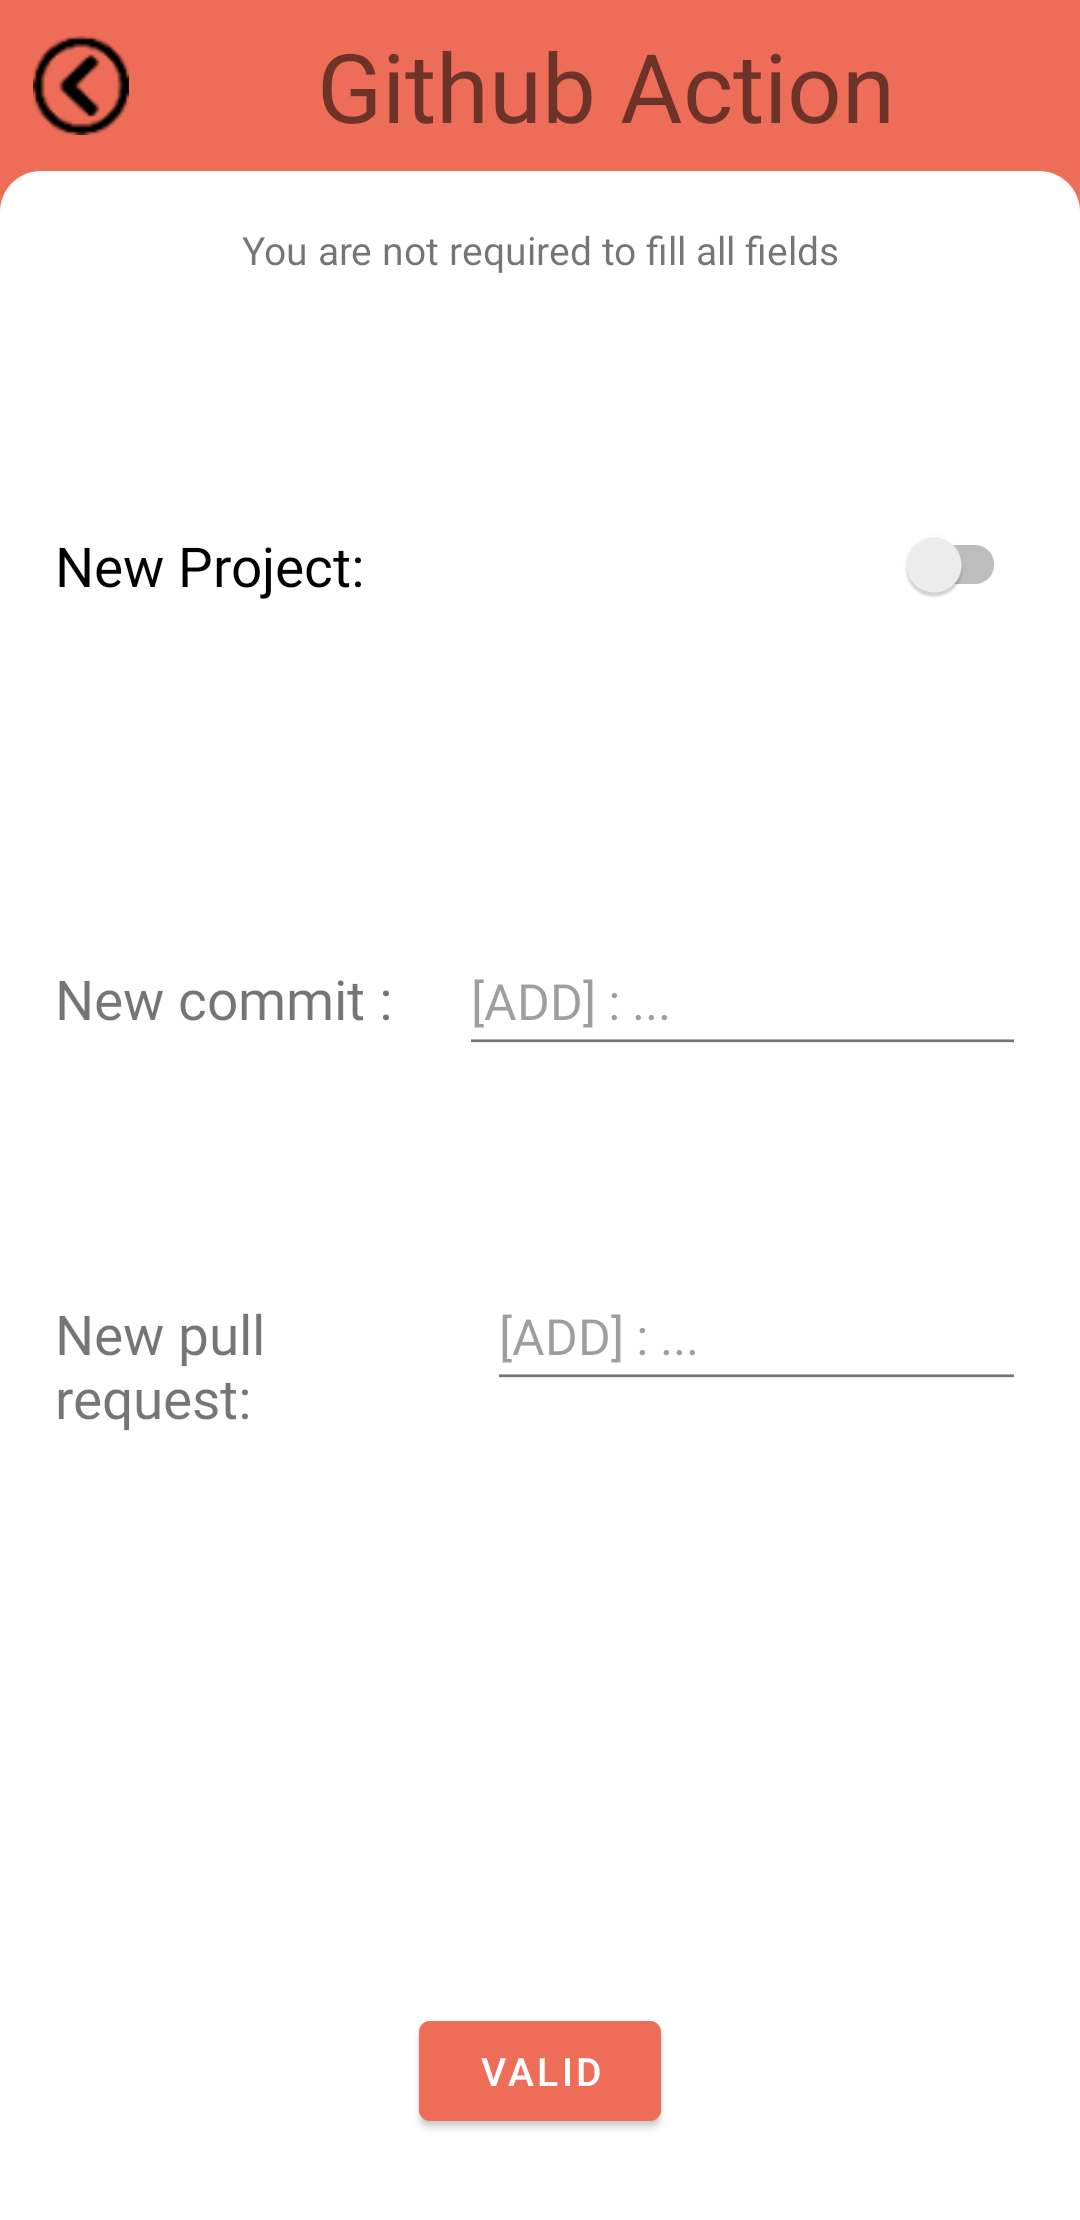 Github Action
You are not required to fill all fields
New Project:
New commit :
[ADD] : ...
New pull
request:
[ADD] : ...
VALID